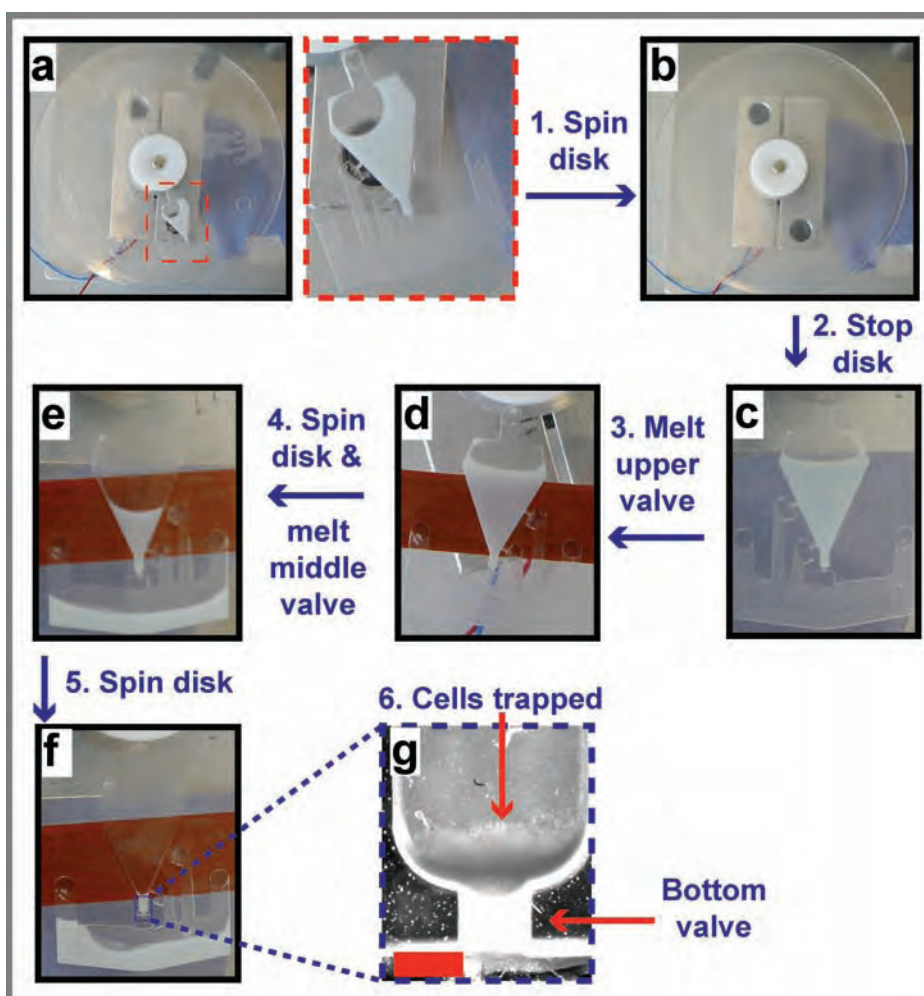 a
b
1. Spin
disk
2. Stop
disk
c
3. Melt
upper
valve
d
4. Spin
disk &
melt
middle
valve
e
5. Spin disk
f
6. Cells trapped
g
Bottom
valve